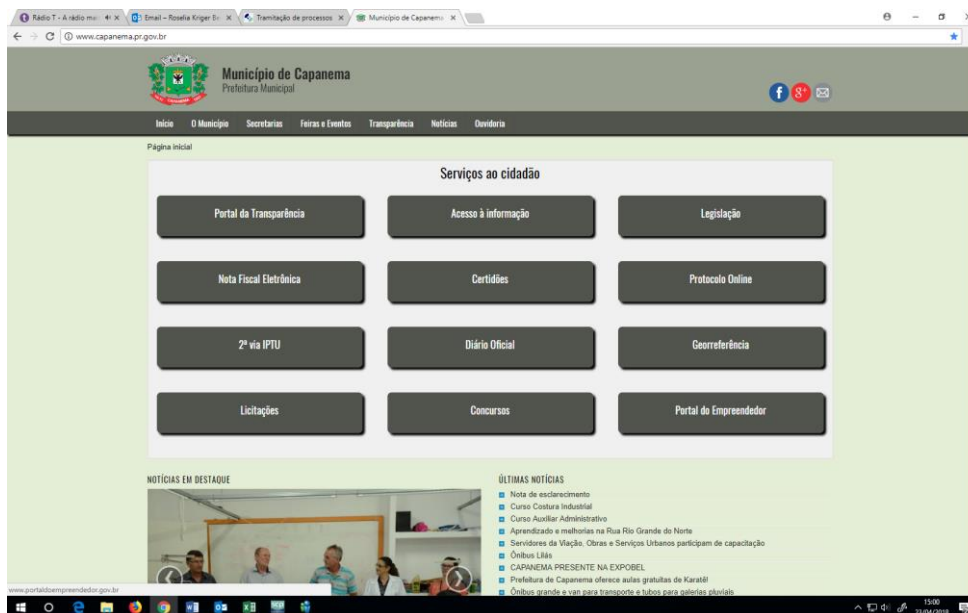 Rádio T - A rádio mai
Email – Roselia Kriger Be
Tramitação de processos
Município de Capanema
www.capanema.pr.gov.br
Município de Capanema
Prefeitura Municipal
Início O Município Secretarias Feiras e Eventos Transparência Notícias Ouvidoria
Página inicial
Serviços ao cidadão
Portal da Transparência Acesso à informação Legislação
Nota Fiscal Eletrônica Certidões Protocolo Online
2ª via IPTU Diário Oficial Georreferência
Licitações Concursos Portal do Empreendedor
NOTÍCIAS EM DESTAQUE
ÚLTIMAS NOTÍCIAS
Nota de esclarecimento
Curso Costura Industrial
Curso Auxiliar Administrativo
Aprendizado e melhorias na Rua Rio Grande do Norte
Servidores da Viação, Obras e Serviços Urbanos participam de capacitação
Ônibus Lilás
CAPANEMA PRESENTE NA EXPOBEL
Prefeitura de Capanema oferece aulas gratuitas de Karatê!
Ônibus grande e van para transporte e tubos para galerias pluviais
www.portaldoempreendedor.gov.br
15:00
23/04/2018